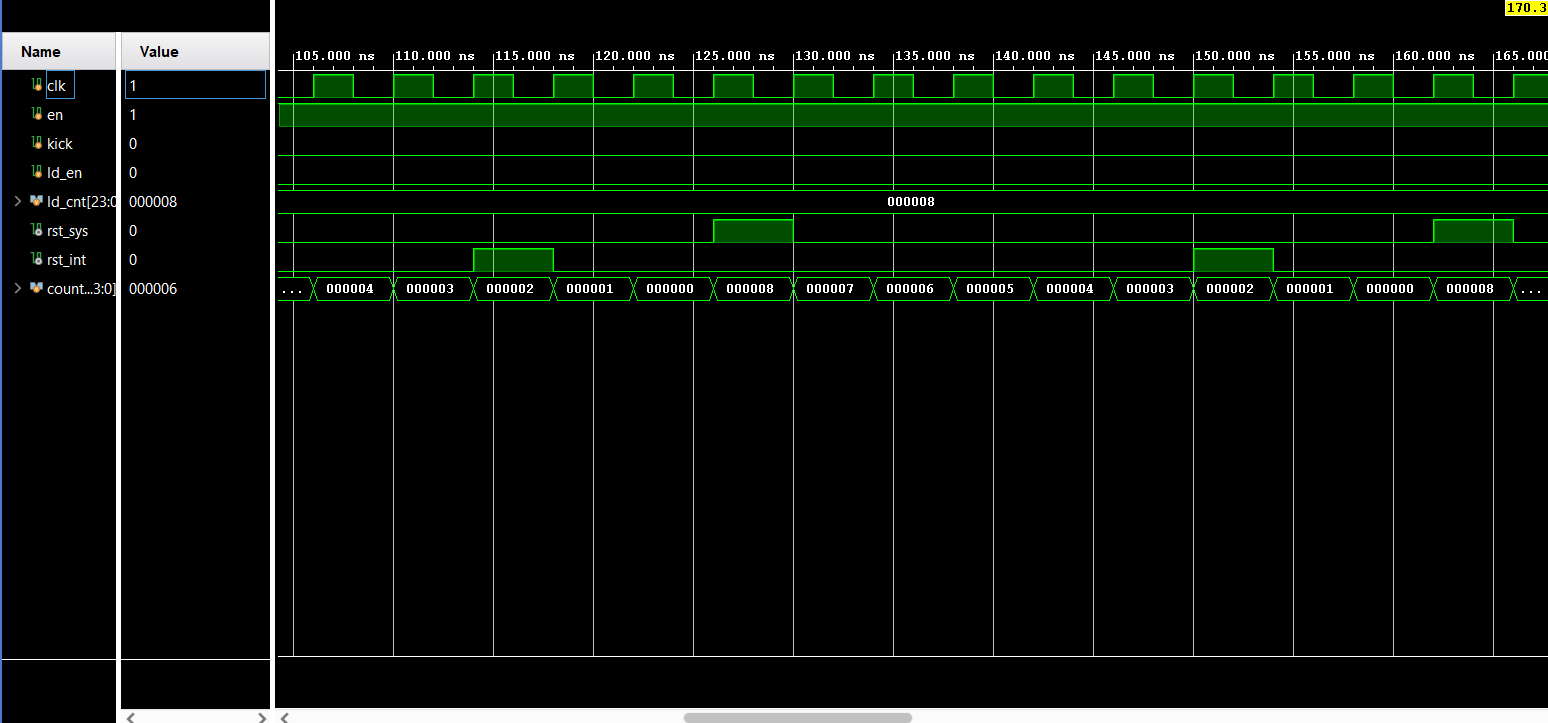 170.3
Name Value
105.000 ns 110.000 ns 115.000 ns 120.000 ns 125.000 ns 130.000 ns 135.000 ns 140.000 ns 145.000 ns 150.000 ns 155.000 ns 160.000 ns 165.000
clk 1
en 1
kick 0
ld_en 0
ld_cnt[23:0 000008 000008
rst_sys 0
rst_int 0
count...3:0] 000006 ... 000004 000003 000002 000001 000000 000008 000007 000006 000005 000004 000003 000002 000001 000000 000008 ...